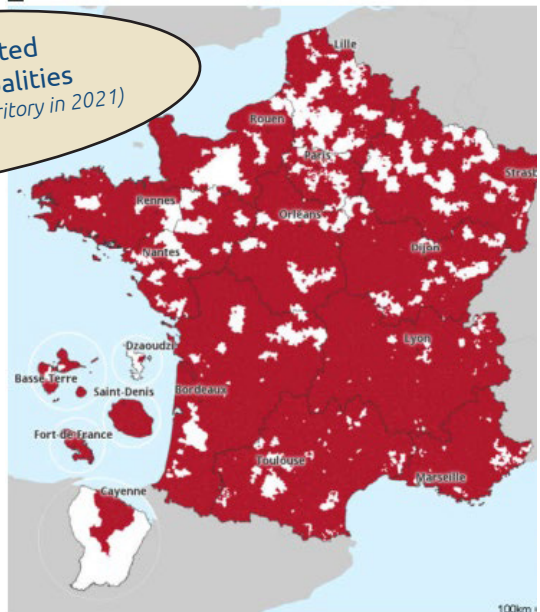 ted
alities
ritory in 2021)
Lille
Rouen
Paris
Strasb
Rennes
Orléans
Nantes
Dijon
Dzaoudzi
Lyon
Basse-Terre
Saint-Denis
Bordeaux
Fort-de-France
Toulouse
Marseille
Cayenne
100km